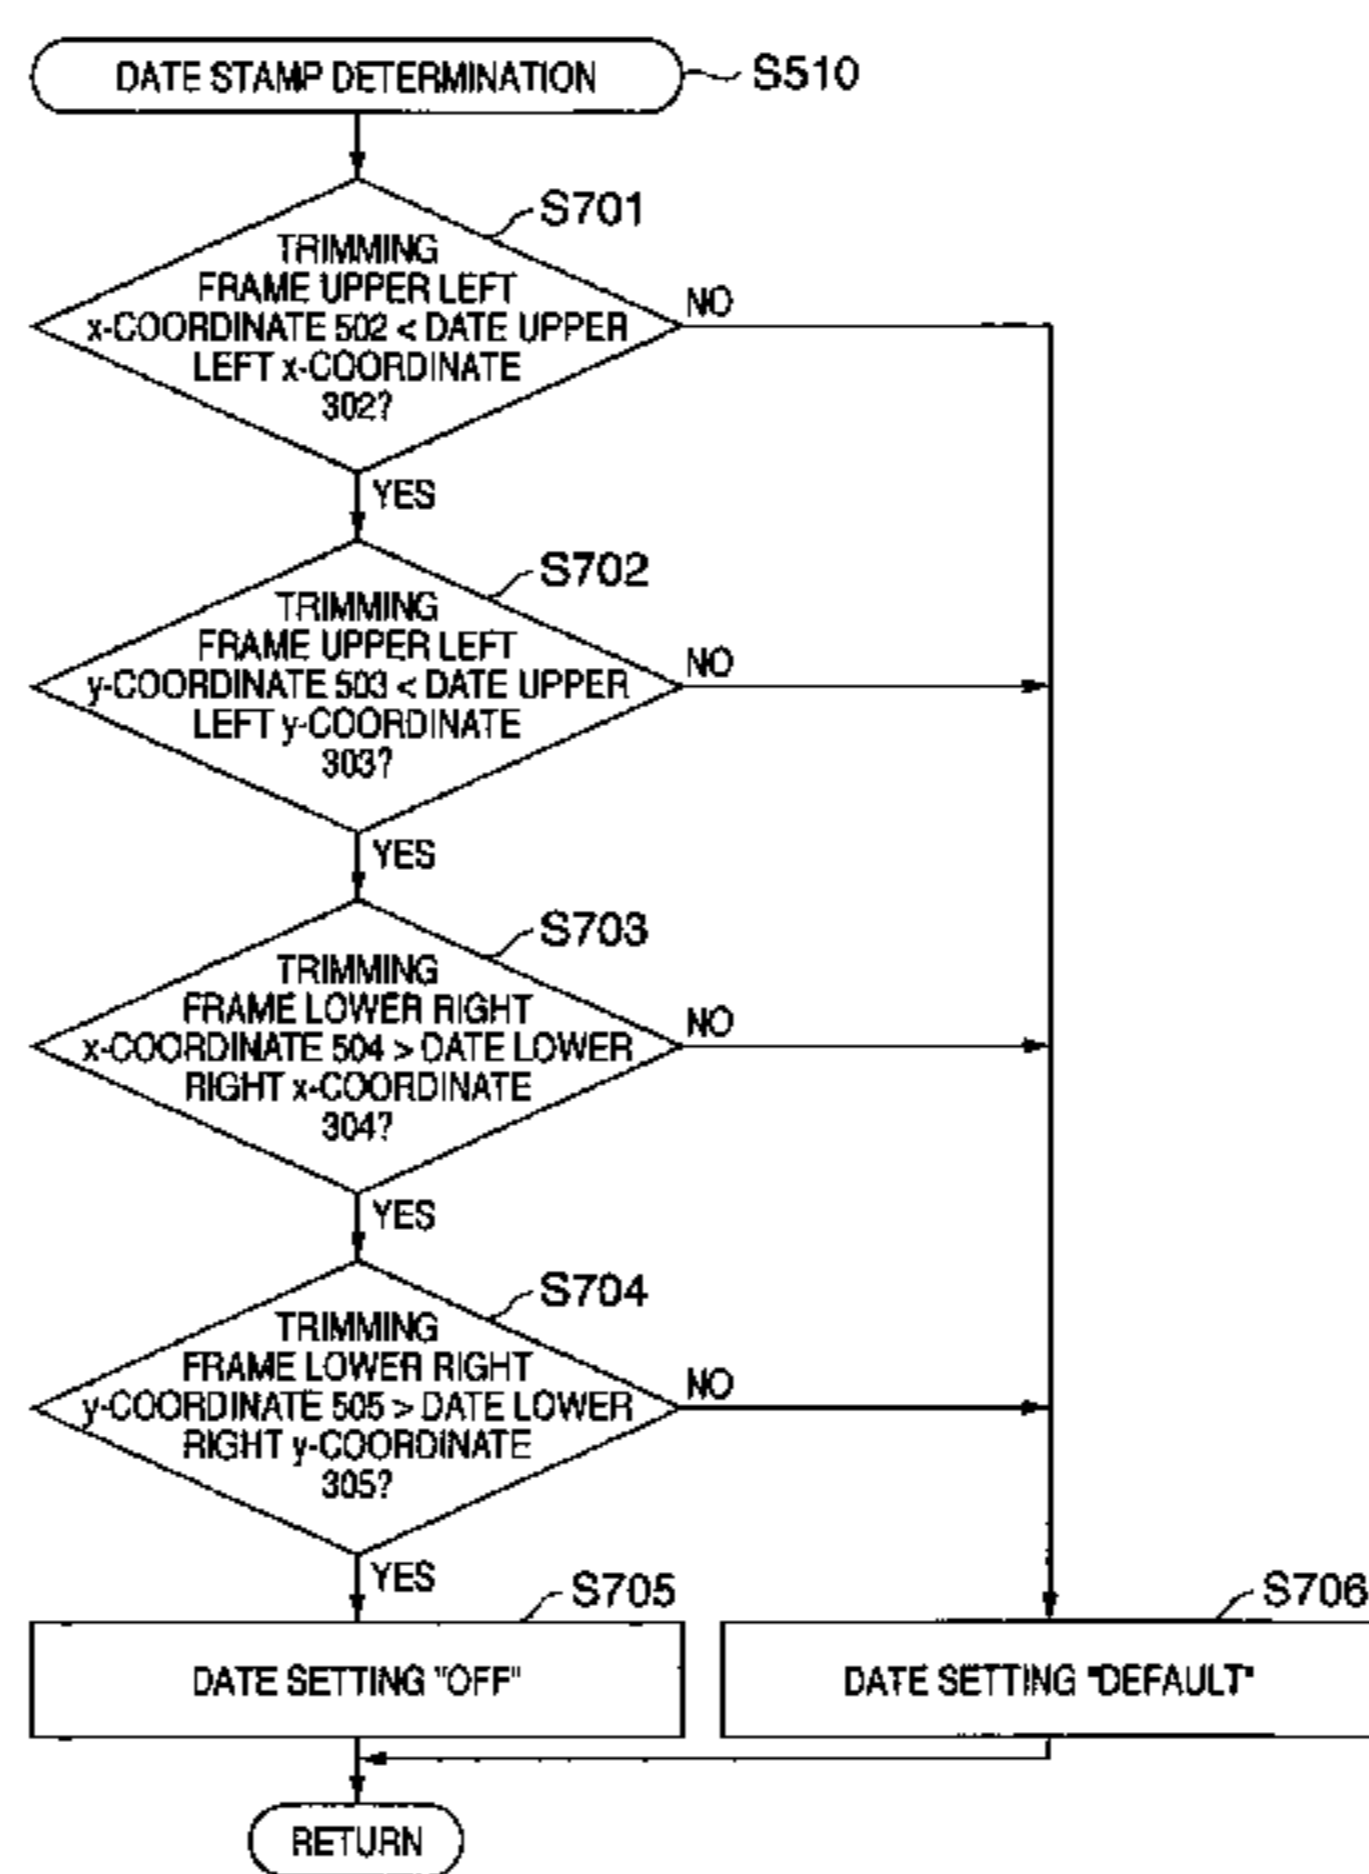 DATE STAMP DETERMINATION
S510
S701
TRIMMING
FRAME UPPER LEFT
x-COORDINATE 502 < DATE UPPER
LEFT x-COORDINATE
302?
NO
YES
S702
TRIMMING
FRAME UPPER LEFT
y-COORDINATE 503 < DATE UPPER
LEFT y-COORDINATE
303?
NO
YES
S703
TRIMMING
FRAME LOWER RIGHT
x-COORDINATE 504 > DATE LOWER
RIGHT x-COORDINATE
304?
NO
YES
S704
TRIMMING
FRAME LOWER RIGHT
y-COORDINATE 505 > DATE LOWER
RIGHT y-COORDINATE
305?
NO
YES
S705
DATE SETTING "OFF"
S706
DATE SETTING "DEFAULT"
RETURN